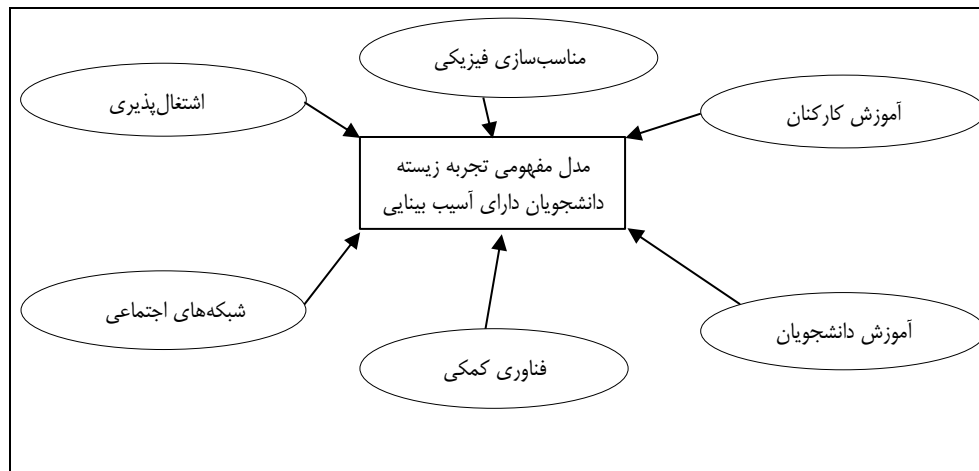 مناسب‌سازی فیزیکی
آموزش کارکنان
اشتغال‌پذیری
مدل مفهومی تجربه زیسته
دانشجویان دارای آسیب بینایی
آموزش دانشجویان
شبکه‌های اجتماعی
فناوری کمکی